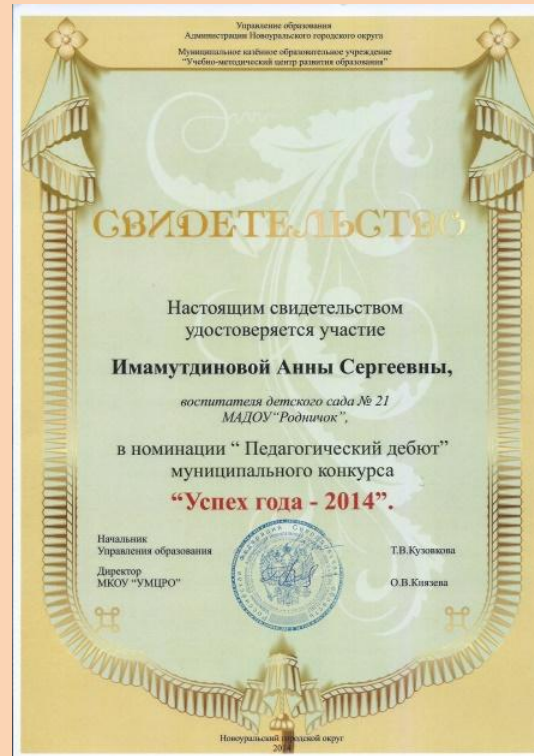 Управление образования
Администрации Новоуральского городского округа
Муниципальное казённое образовательное учреждение
"Учебно-методический центр развития образования"
СВИДЕТЕЛЬСТВО
Настоящим свидетельством
удостоверяется участие
Имамутдиновой Анны Сергеевны,
воспитателя детского сада № 21
МАДОУ "Родничок",
в номинации " Педагогический дебют"
муниципального конкурса
"Успех года - 2014".
Начальник
Управления образования Т.В.Кузовкова
Директор
МКОУ "УМЦРО" О.В.Князева
Новоуральский городской округ
2014